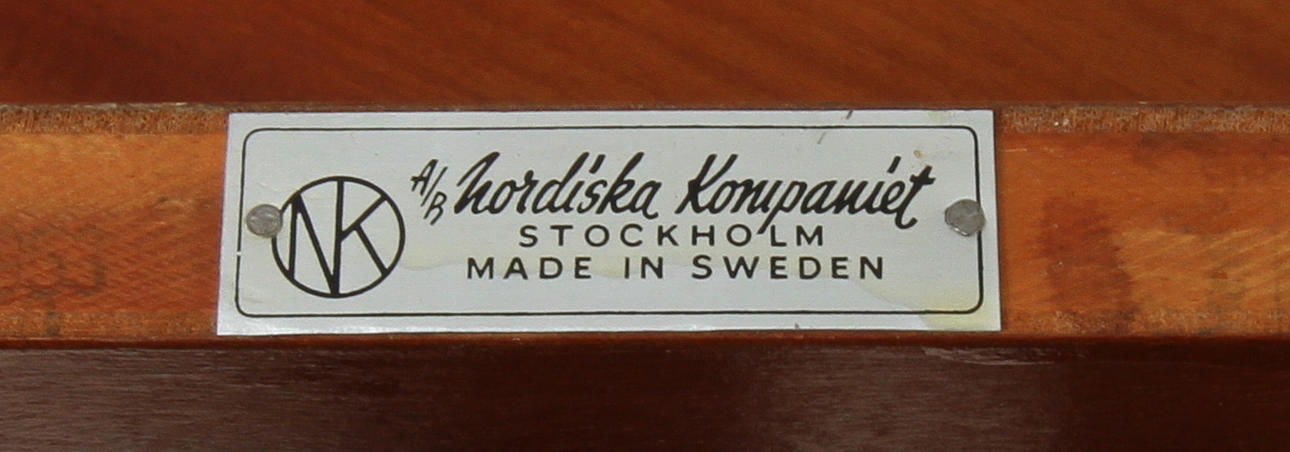 NK
A/B Nordiska Kompaniet
STOCKHOLM
MADE IN SWEDEN